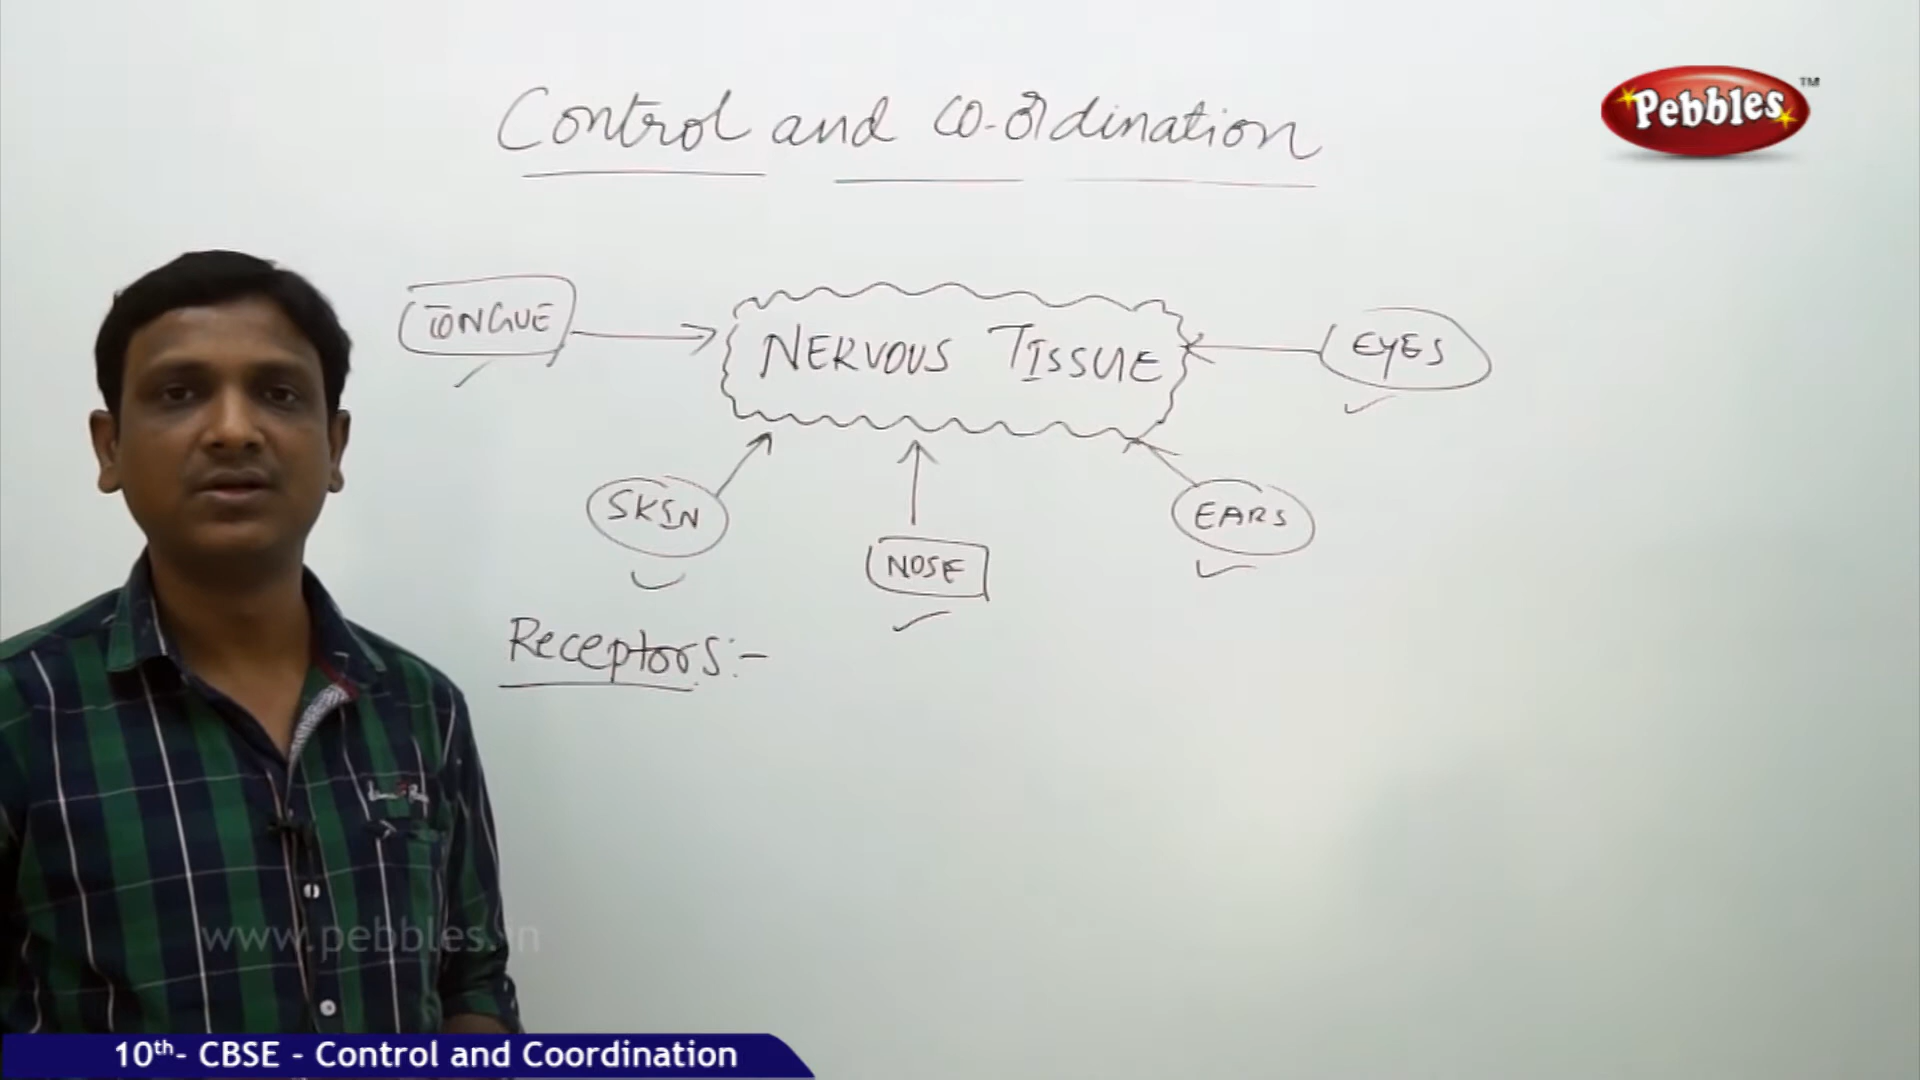 Control and co-ordination
Pebbles TM
TONGUE
NERVOUS TISSUE
EYES
SKIN
NOSE
EARS
Receptors:-
www.pebbles.in
10th- CBSE - Control and Coordination